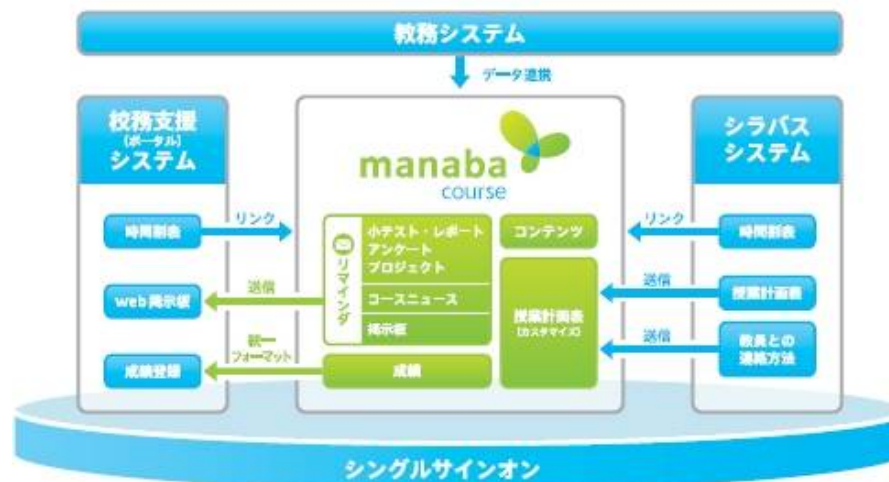 教務システム
データ連携
校務支援
(ポータル)
システム
時間割表
Web掲示板
成績登録
リンク
送信
統一
フォーマット
manaba
course
リマインダ
小テスト・レポート
アンケート
プロジェクト
コースニュース
掲示板
成績
コンテンツ
授業計画表
(カスタマイズ)
リンク
送信
送信
シラバス
システム
時間割表
授業計画表
教員との
連絡方法
シングルサインオン